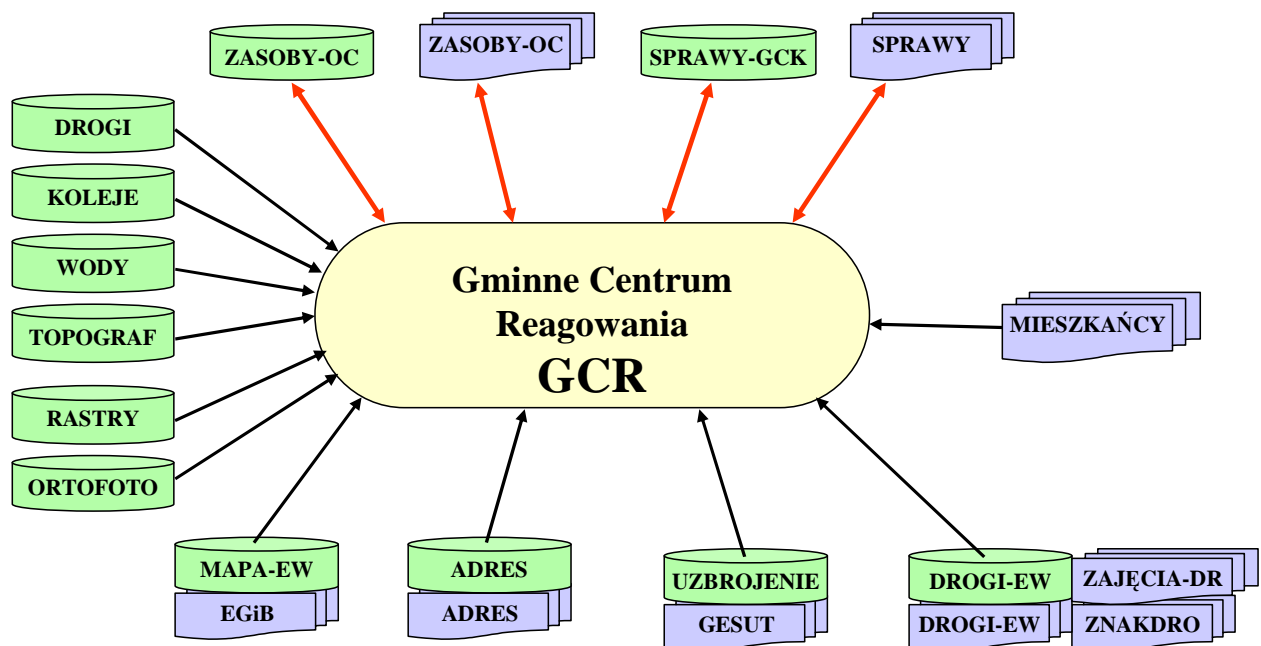 ZASOBY-OC
ZASOBY-OC
SPRAWY-GCK
SPRAWY
DROGI
KOLEJE
WODY
TOPOGRAF
RASTRY
ORTOFOTO
Gminne Centrum
Reagowania
GCR
MIESZKAŃCY
MAPA-EW
EGiB
ADRES
ADRES
UZBROJENIE
GESUT
DROGI-EW
DROGI-EW
ZAJĘCIA-DR
ZNAKDRO